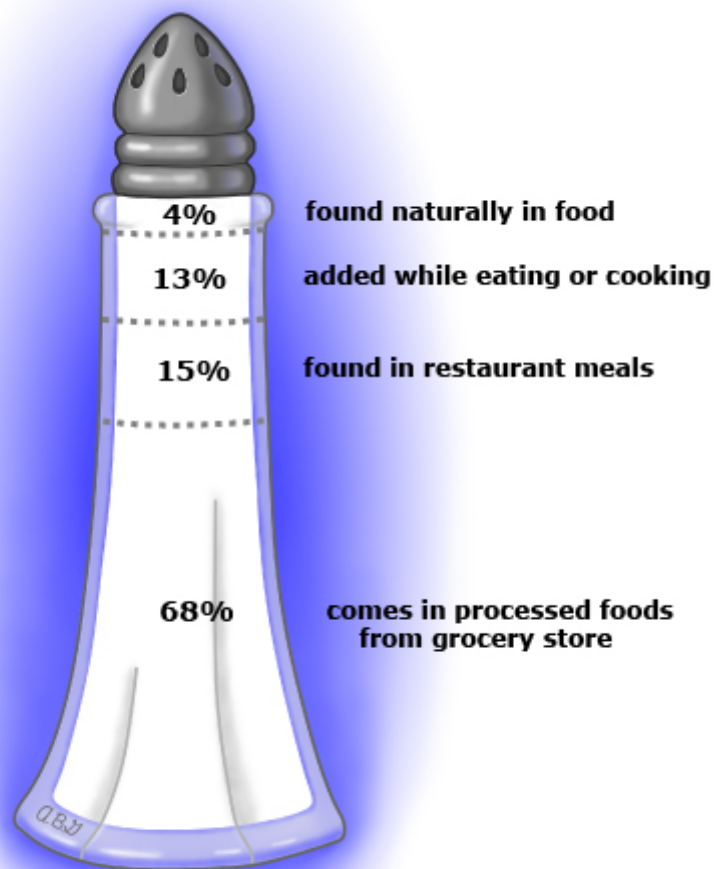 4% found naturally in food
13% added while eating or cooking
15% found in restaurant meals
68% comes in processed foods
from grocery store
a.B.D